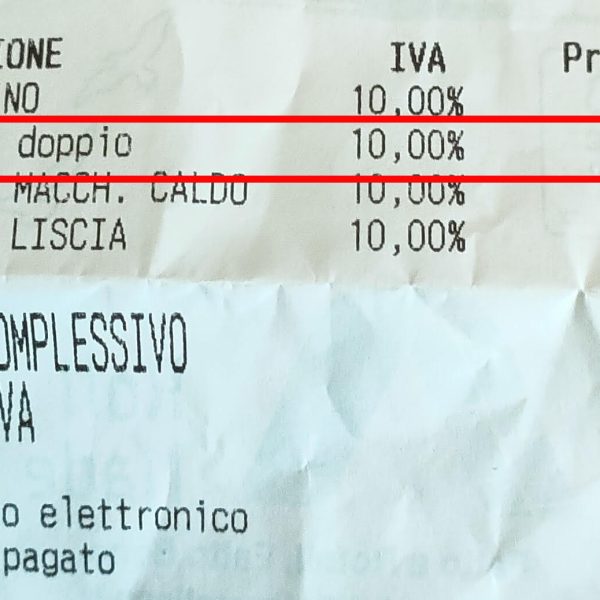 IONE IVA Pr
NO 10,00%
doppio 10,00%
MACCH. CALDO 10,00%
LISCIA 10,00%
OMPLESSIVO
VA
o elettronico
pagato